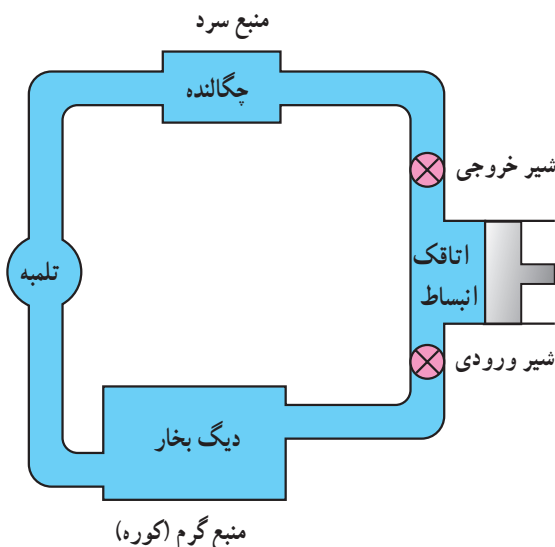 منبع سرد
چگالنده
شیر خروجی
اتاقک
انبساط
تلمبه
شیر ورودی
دیگ بخار
منبع گرم (کوره)